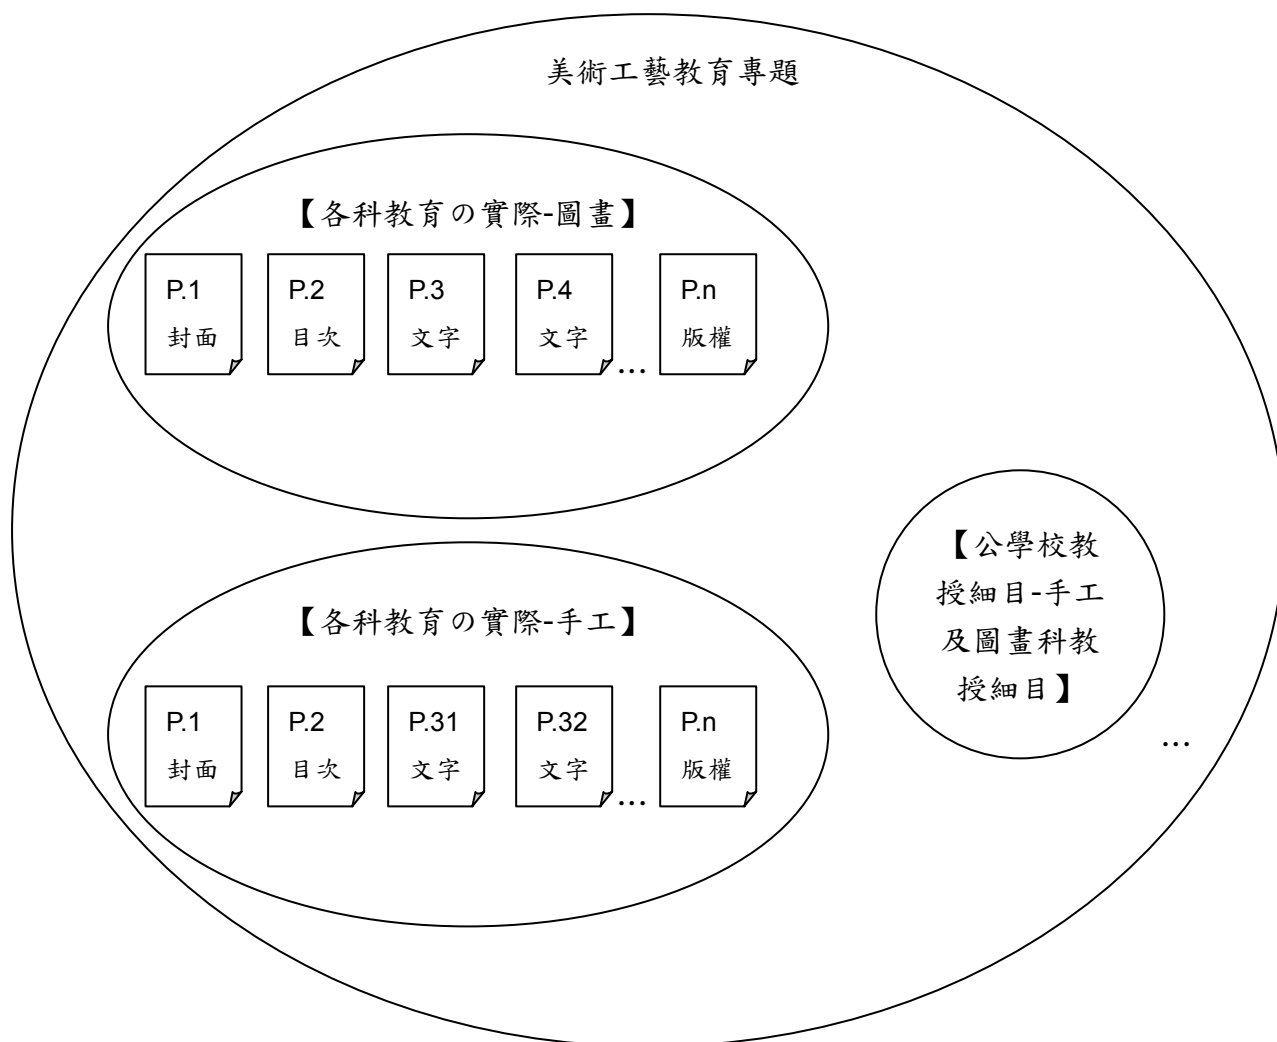 美術工藝教育專題
【各科教育の實際-圖畫】
P.1
封面
P.2
目次
P.3
文字
P.4
文字
…
P.n
版權
【各科教育の實際-手工】
P.1
封面
P.2
目次
P.31
文字
P.32
文字
…
P.n
版權
【公學校教
授細目-手工
及圖畫科教
授細目】
…